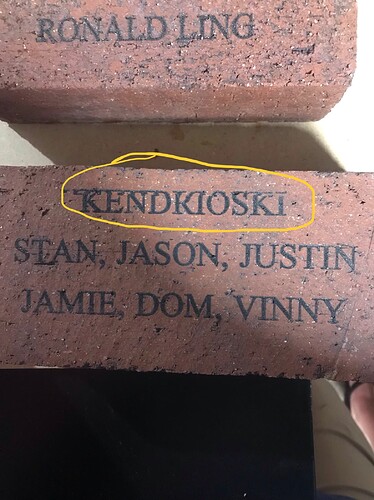 RONALD LING
KENDKIOSKI
STAN, JASON, JUSTIN
JAMIE, DOM, VINNY